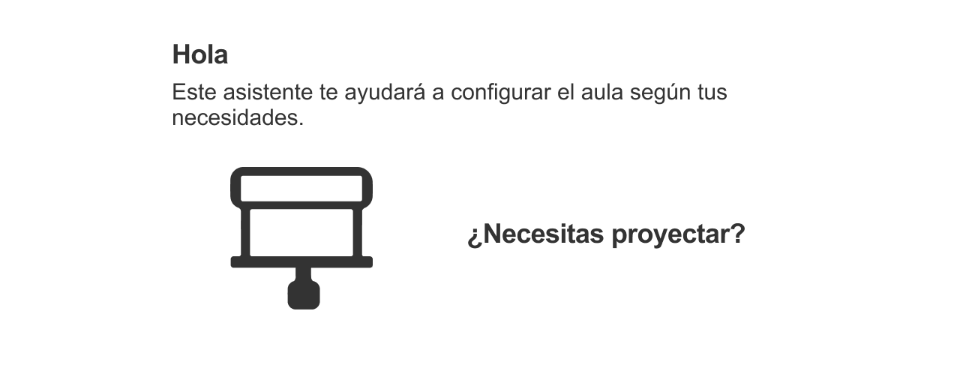 Hola
Este asistente te ayudará a configurar el aula según tus
necesidades.
¿Necesitas proyectar?